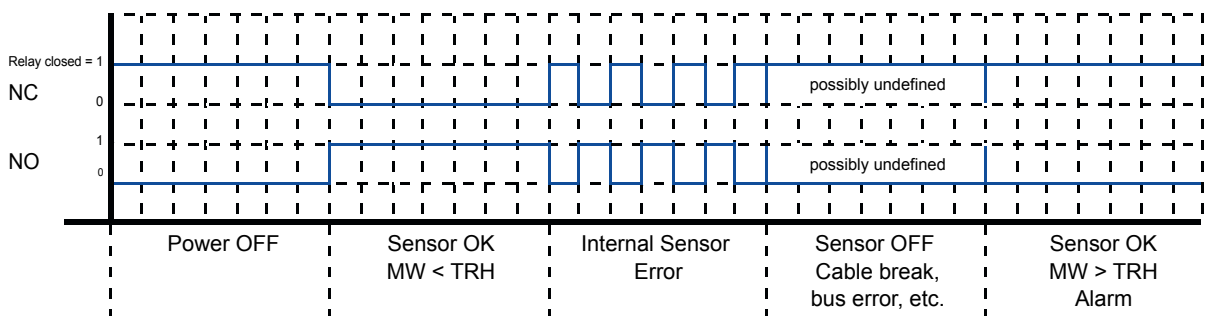 Relay closed = 1
NC
0
possibly undefined
1
NO
0
possibly undefined
Power OFF
Sensor OK
MW < TRH
Internal Sensor
Error
Sensor OFF
Cable break,
bus error, etc.
Sensor OK
MW > TRH
Alarm